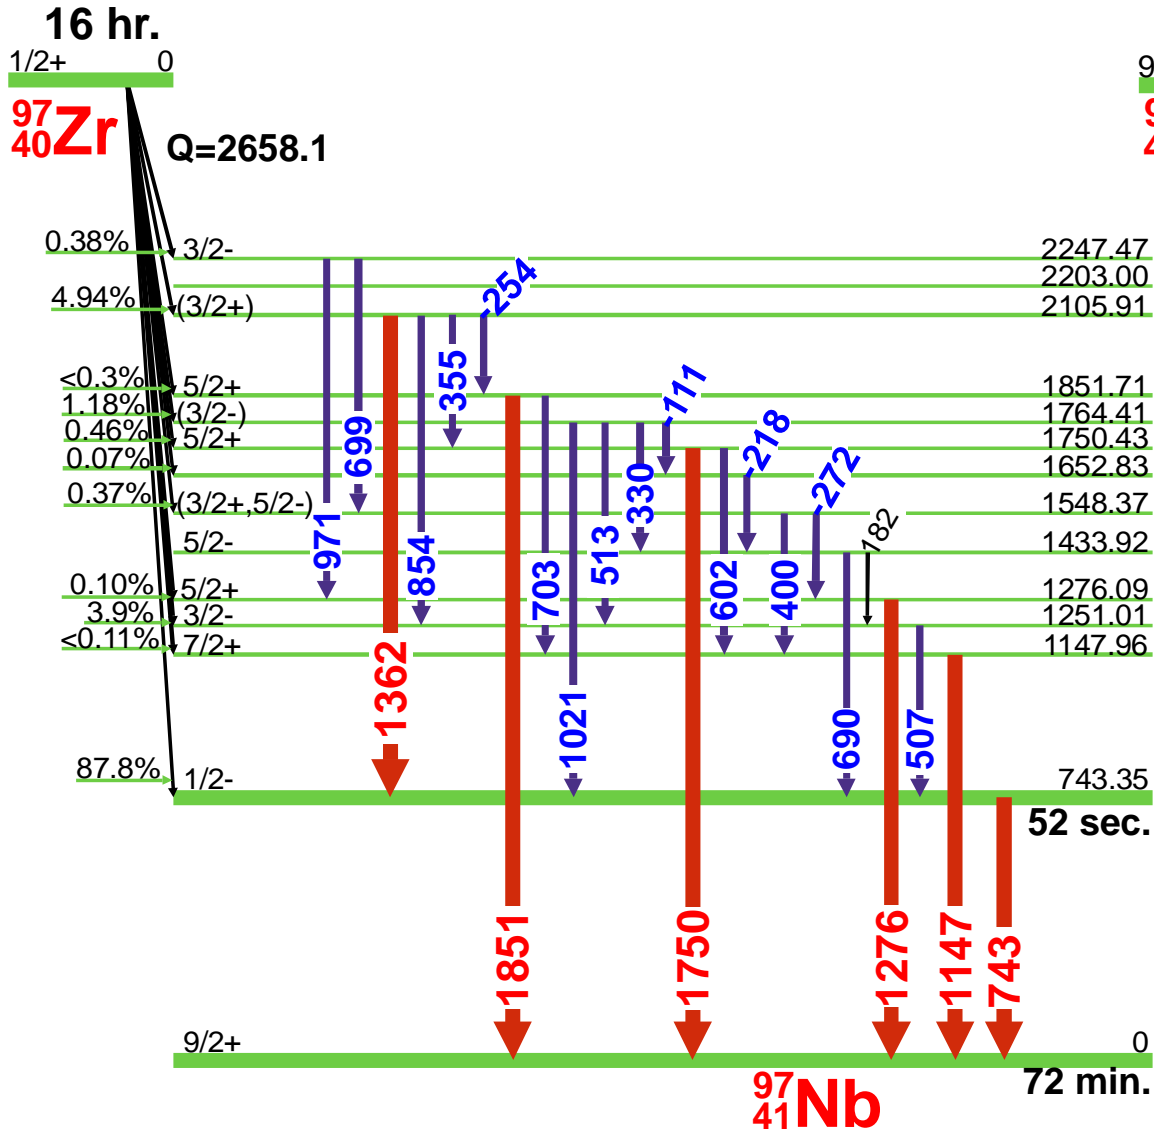 16 hr.
1/2+ 0
97
40Zr
Q=2658.1
9
9
4
0.38% 3/2- 2247.47
2203.00
4.94% (3/2+) 2105.91
<0.3% 5/2+ 1851.71
1.18% (3/2-) 1764.41
0.46% 5/2+ 1750.43
0.07% 1652.83
0.37% (3/2+,5/2-) 1548.37
5/2- 1433.92
0.10% 5/2+ 1276.09
3.9% 3/2- 1251.01
<0.11% 7/2+ 1147.96
87.8% 1/2- 743.35
52 sec.
971
699
1362
854
355
254
1851
703
1021
513
330
111
1750
602
218
400
272
690
182
1276
507
1147
743
9/2+ 0
72 min.
97
41Nb